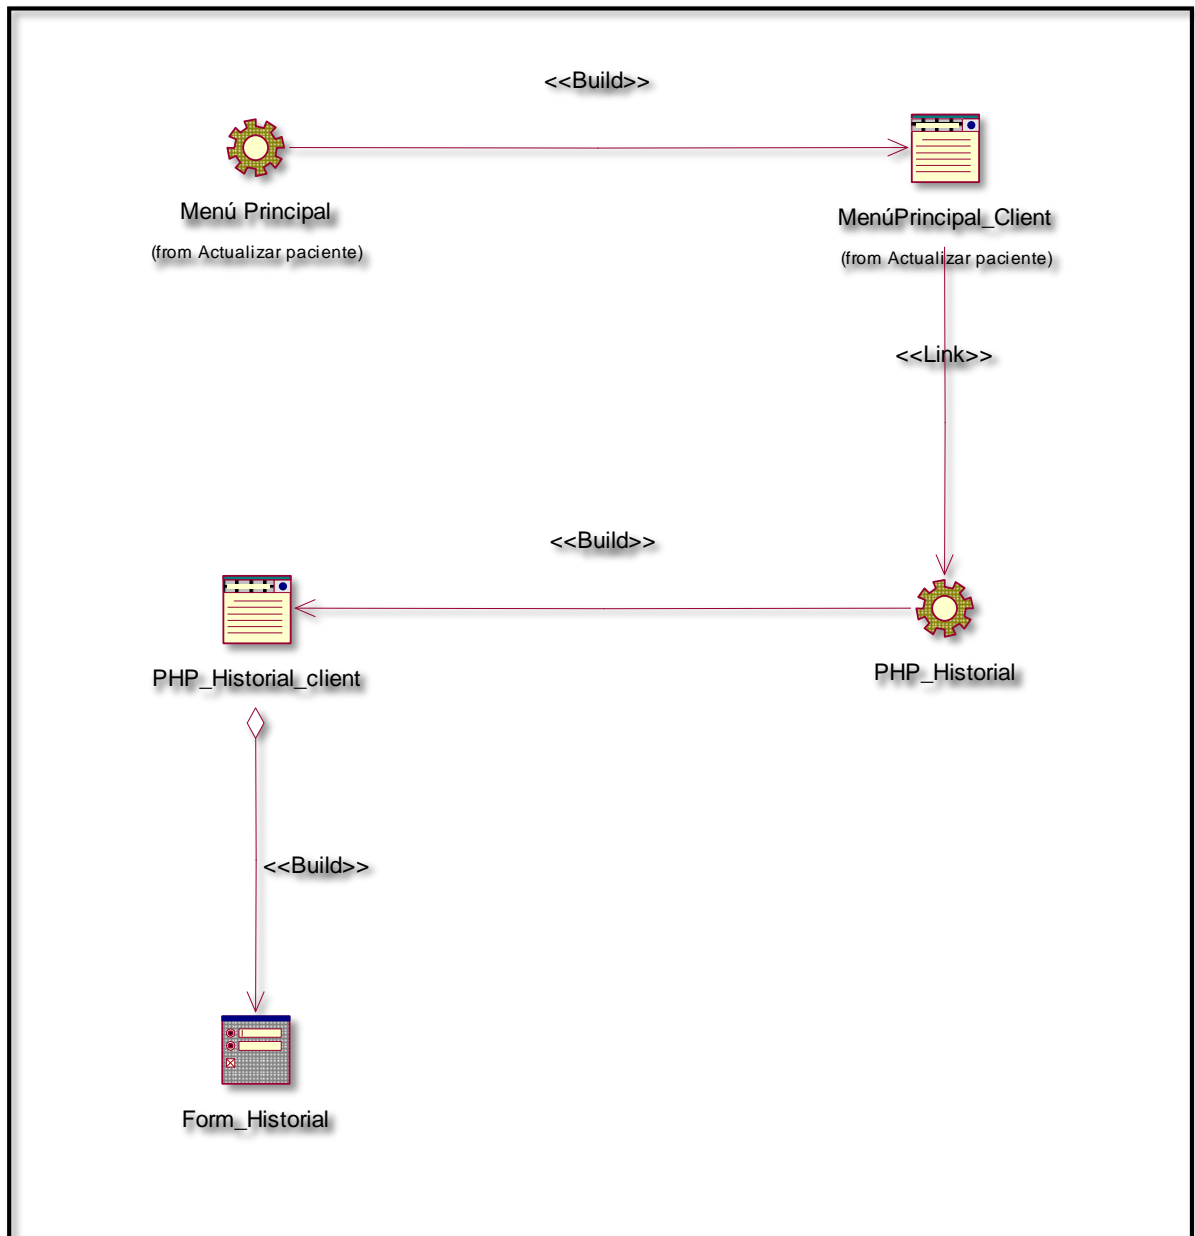 <<Build>>
Menú Principal
(from Actualizar paciente)
MenúPrincipal_Client
(from Actualizar paciente)
<<Link>>
<<Build>>
PHP_Historial_client
PHP_Historial
<<Build>>
Form_Historial